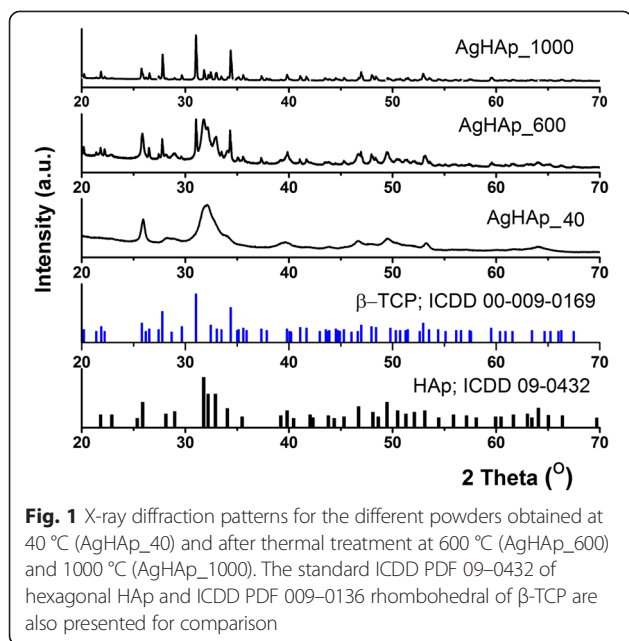 AgHAp_1000
20 30 40 50 60 70
AgHAp_600
20 30 40 50 60 70
AgHAp_40
20 30 40 50 60 70
β–TCP; ICDD 00-009-0169
20 30 40 50 60 70
HAp; ICDD 09-0432
20 30 40 50 60 70
Intensity (a.u.)
2 Theta (O)
Fig. 1 X-ray diffraction patterns for the different powders obtained at
40 °C (AgHAp_40) and after thermal treatment at 600 °C (AgHAp_600)
and 1000 °C (AgHAp_1000). The standard ICDD PDF 09–0432 of
hexagonal HAp and ICDD PDF 009–0136 rhombohedral of β-TCP are
also presented for comparison